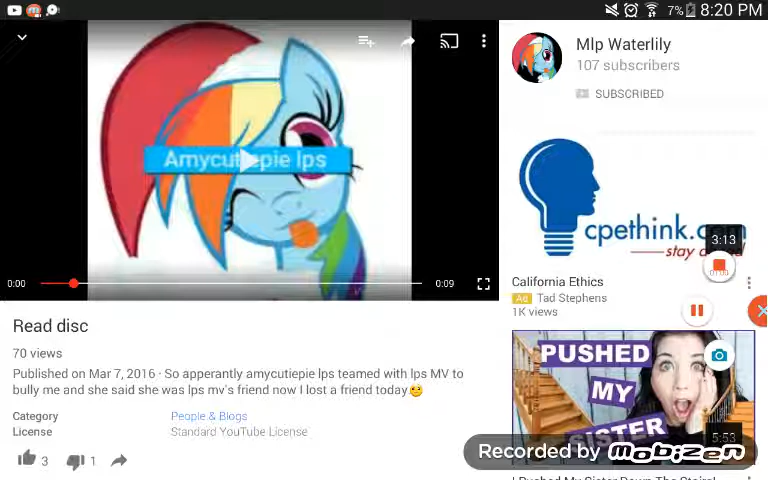 7% 8:20 PM
Amycutiepie lps
0:00
0:09
Mlp Waterlily
107 subscribers
SUBSCRIBED
cpethink.com
3:13
California Ethics
Ad Tad Stephens
1K views
Read disc
70 views
Published on Mar 7, 2016 · So apperantly amycutiepie lps teamed with lps MV to
bully me and she said she was lps mv's friend now I lost a friend today
Category People & Blogs
License Standard YouTube License
3 1
PUSHED
MY
SISTER
5:53
Recorded by mobizen
I Pushed My Sister Down The Stairs!